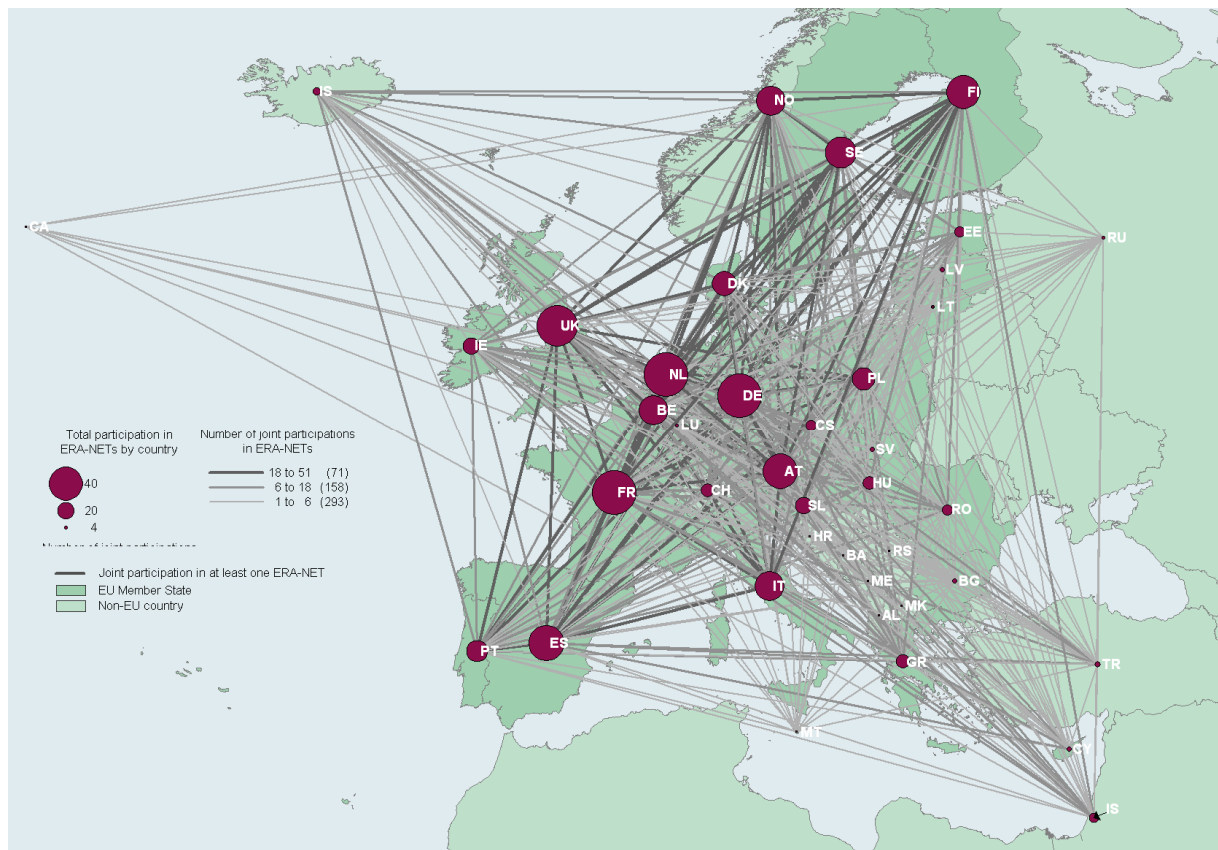 IS
NO
FI
SE
CA
EE
RU
LV
DK
LT
UK
IE
NL
PL
DE
BE
LU
CS
SV
AT
HU
FR
CH
SL
RO
HR
BA
RS
IT
ME
BG
MK
AL
ES
PT
GR
TR
MT
CY
IS
Total participation in
ERA-NETs by country
40
20
4
Number of joint participations
in ERA-NETs
18 to 51 (71)
6 to 18 (158)
1 to 6 (293)
Number of joint participations
Joint participation in at least one ERA-NET
EU Member State
Non-EU country